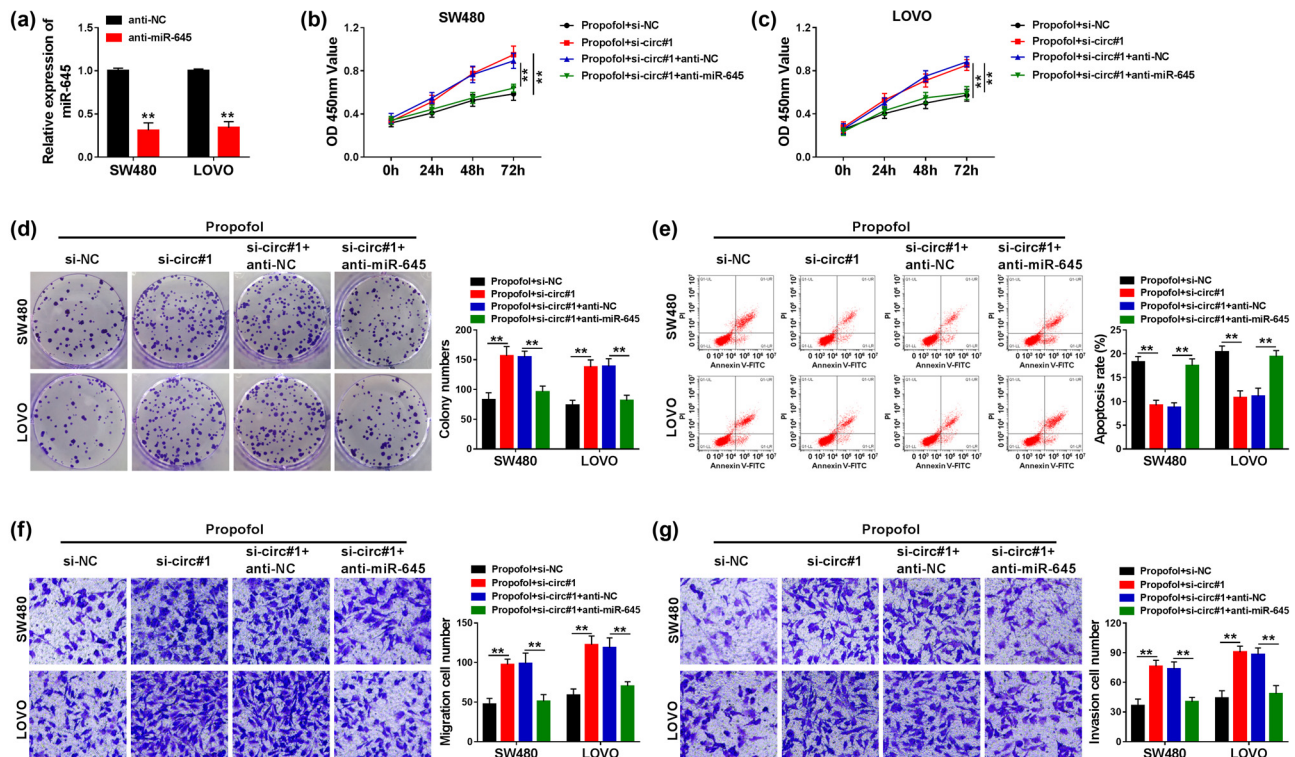 (a)
anti-NC
anti-miR-645
Relative expression of
miR-645
1.5
1.0
0.5
0.0
**
**
SW480
LOVO
(b)
SW480
Propofol+si-NC
Propofol+si-circ#1
Propofol+si-circ#1+anti-NC
Propofol+si-circ#1+anti-miR-645
OD 450nm Value
1.2
0.8
0.4
0.0
0h
24h
48h
72h
**
**
(c)
LOVO
Propofol+si-NC
Propofol+si-circ#1
Propofol+si-circ#1+anti-NC
Propofol+si-circ#1+anti-miR-645
OD 450nm Value
1.2
0.8
0.4
0.0
0h
24h
48h
72h
**
**
(d)
Propofol
si-NC
si-circ#1
si-circ#1+
anti-NC
si-circ#1+
anti-miR-645
SW480
LOVO
Propofol+si-NC
Propofol+si-circ#1
Propofol+si-circ#1+anti-NC
Propofol+si-circ#1+anti-miR-645
Colony numbers
200
150
100
50
0
**
**
**
**
SW480
LOVO
(e)
Propofol
si-NC
si-circ#1
si-circ#1+
anti-NC
si-circ#1+
anti-miR-645
SW480
LOVO
PI
Annexin V-FITC
Annexin V-FITC
Annexin V-FITC
Annexin V-FITC
PI
Annexin V-FITC
Annexin V-FITC
Annexin V-FITC
Annexin V-FITC
Propofol+si-NC
Propofol+si-circ#1
Propofol+si-circ#1+anti-NC
Propofol+si-circ#1+anti-miR-645
Apoptosis rate (%)
25
20
15
10
5
0
**
**
**
**
SW480
LOVO
(f)
Propofol
si-NC
si-circ#1
si-circ#1+
anti-NC
si-circ#1+
anti-miR-645
SW480
LOVO
Propofol+si-NC
Propofol+si-circ#1
Propofol+si-circ#1+anti-NC
Propofol+si-circ#1+anti-miR-645
Migration cell number
150
100
50
0
**
**
**
**
SW480
LOVO
(g)
Propofol
si-NC
si-circ#1
si-circ#1+
anti-NC
si-circ#1+
anti-miR-645
SW480
LOVO
Propofol+si-NC
Propofol+si-circ#1
Propofol+si-circ#1+anti-NC
Propofol+si-circ#1+anti-miR-645
Invasion cell number
120
90
60
30
0
**
**
**
**
SW480
LOVO